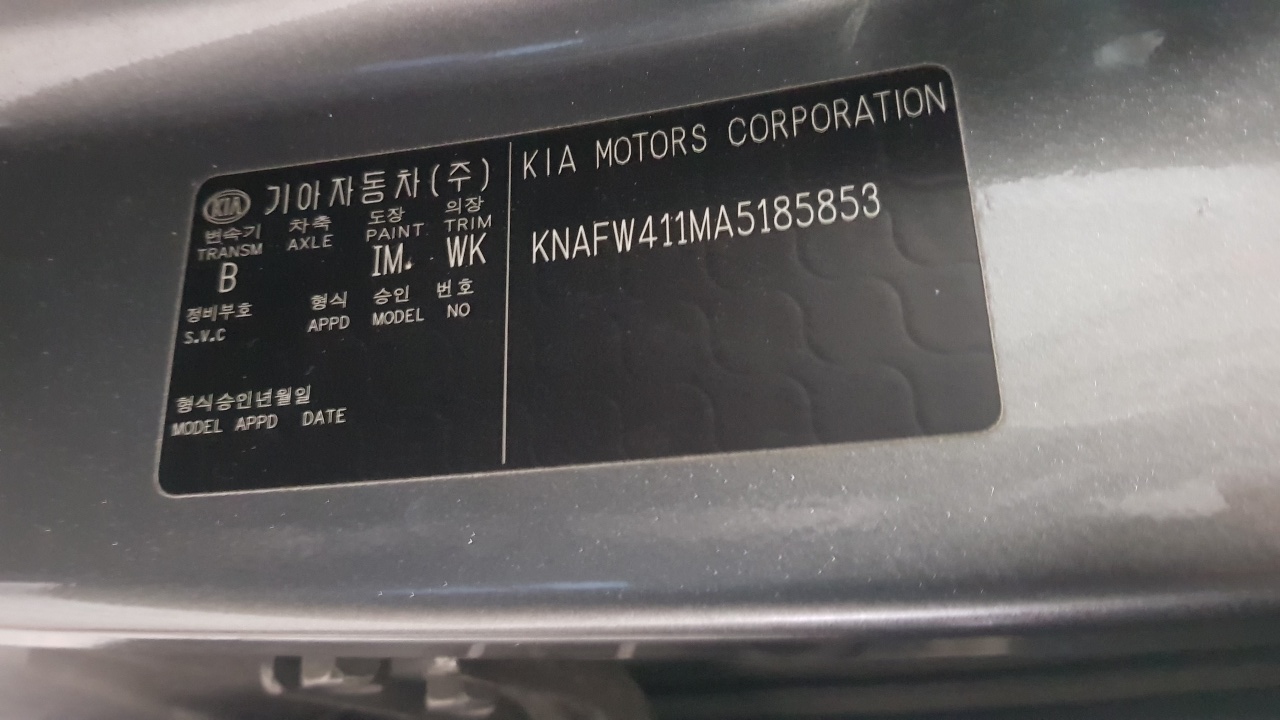 KIA 기아자동차(주)
변속기 차축 도장 의장
TRANSM AXLE PAINT TRIM
B IM. WK
정비부호 형식 승인 번호
S.V.C APPD MODEL NO
형식승인년월일
MODEL APPD DATE
KIA MOTORS CORPORATION
KNAFW411MA5185853